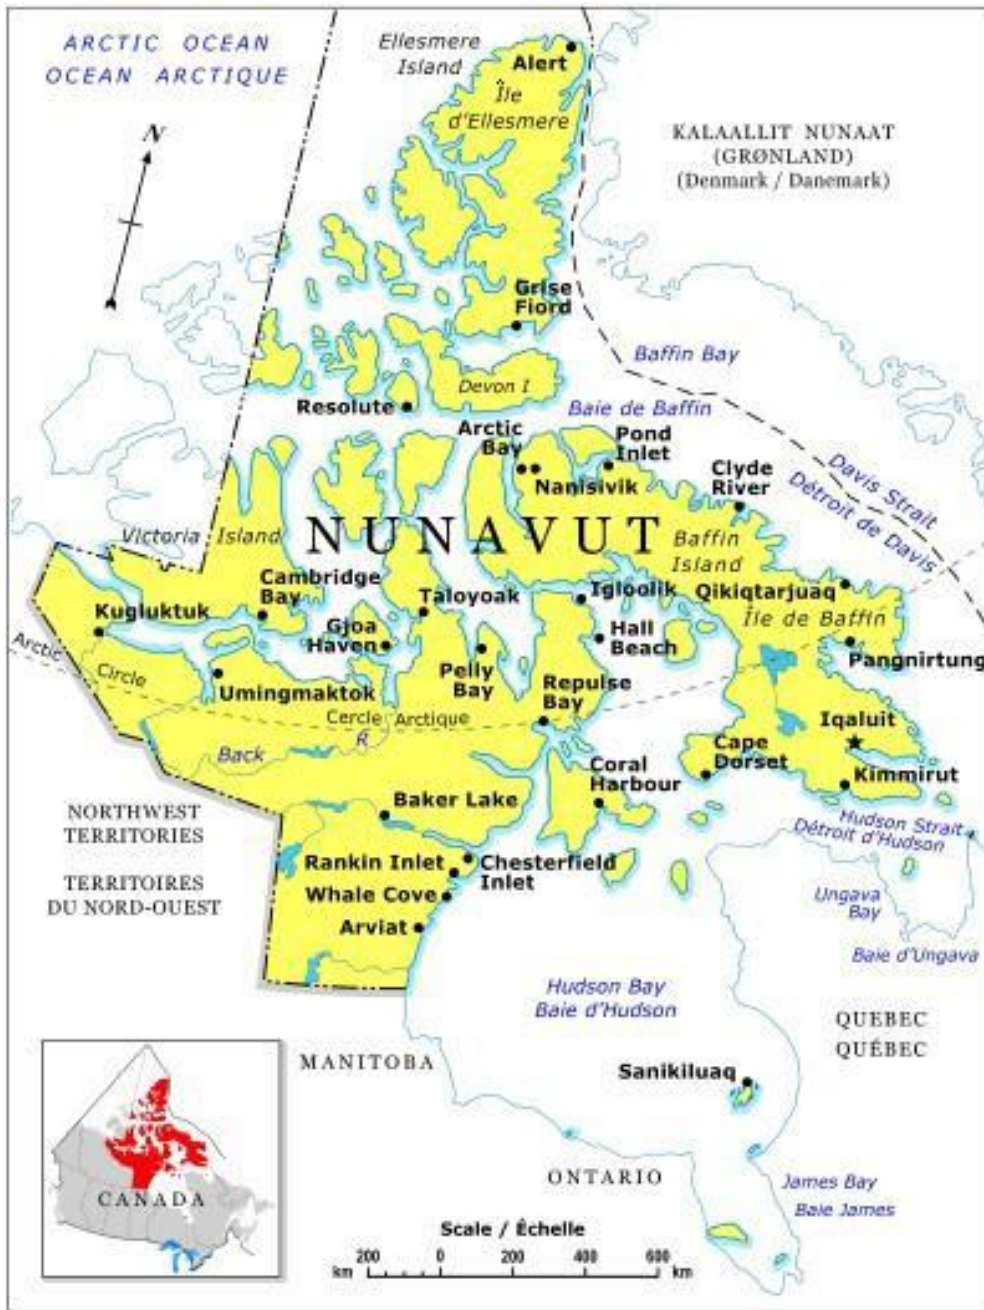 ARCTIC OCEAN
OCEAN ARCTIQUE
Ellesmere
Island
Alert
Île
d'Ellesmere
KALAALLIT NUNAAT
(GRØNLAND)
(Denmark / Danemark)
N
Grise
Fiord
Baffin Bay
Devon I
Resolute
Baie de Baffin
Arctic
Bay
Pond
Inlet
Nanisivik
Clyde
River
Davis Strait
Détroit de Davis
Victoria Island
NUNAVUT
Baffin
Island
Cambridge
Bay
Taloyoak
Igloolik
Qikiqtarjuaq
Kugluktuk
Gjoa
Haven
Hall
Beach
Île de Baffin
Arctic Circle
Pelly
Bay
Pangnirtung
Umingmaktok
Repulse
Bay
Cercle Arctique
Back R
Iqaluit
Cape
Dorset
Coral
Harbour
Kimmirut
Baker Lake
NORTHWEST
TERRITORIES
Hudson Strait
Détroit d'Hudson
Rankin Inlet
Chesterfield
Inlet
TERRITOIRES
DU NORD-OUEST
Whale Cove
Ungava
Bay
Arviat
Baie d'Ungava
Hudson Bay
Baie d'Hudson
QUEBEC
QUÉBEC
MANITOBA
Sanikiluaq
CANADA
ONTARIO
James Bay
Baie James
Scale / Échelle
200 0 200 400 600
km km